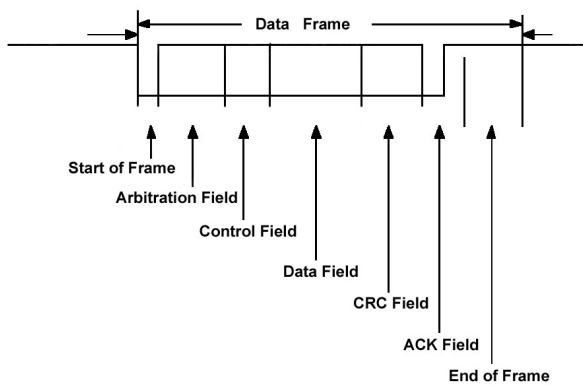 Data Frame
Start of Frame
Arbitration Field
Control Field
Data Field
CRC Field
ACK Field
End of Frame